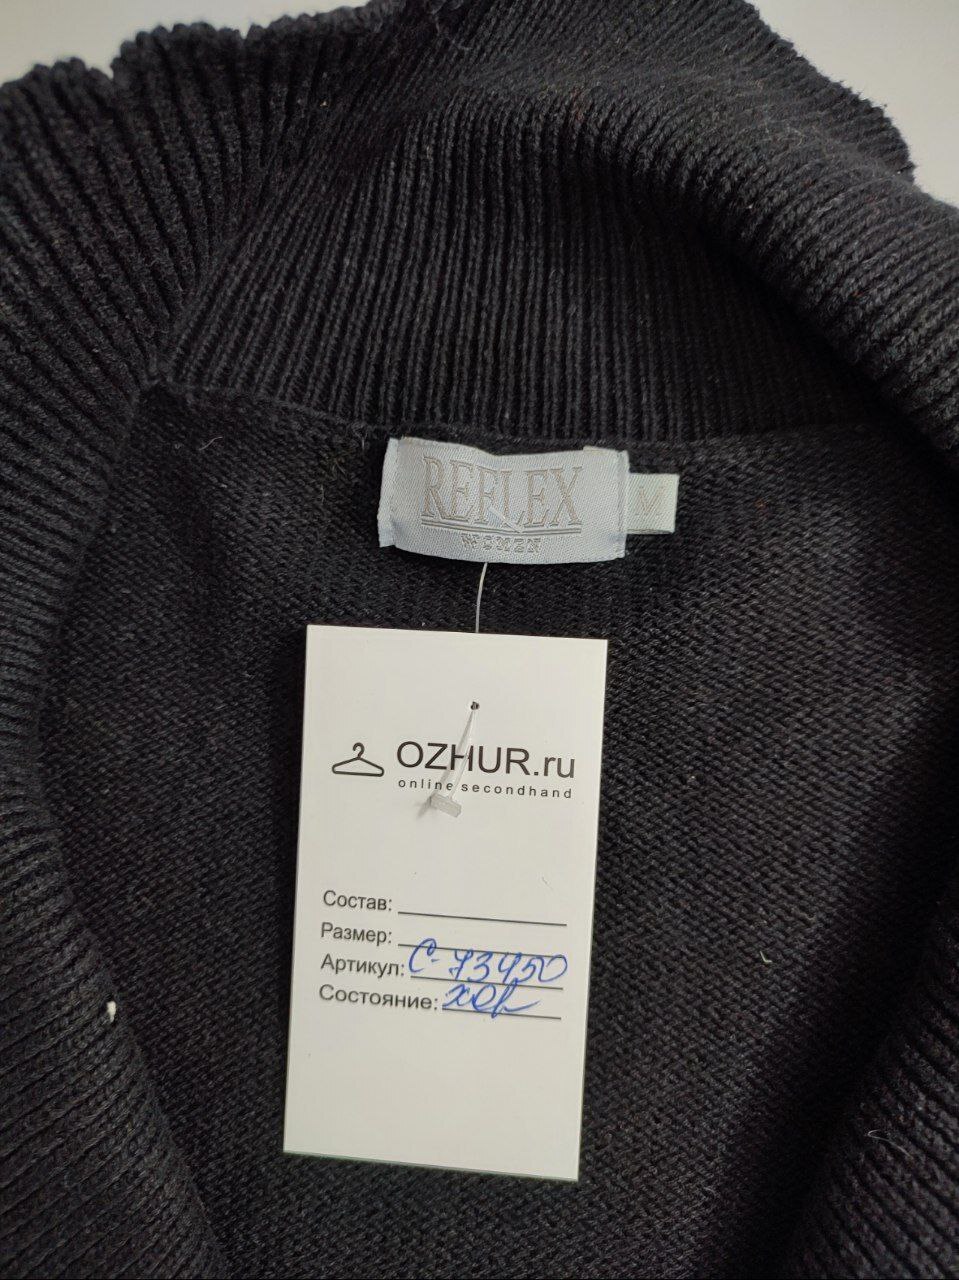 REFLEX
WOMEN
M
OZHUR.ru
online secondhand
Состав:
Размер:
Артикул: С-73450
Состояние: хор